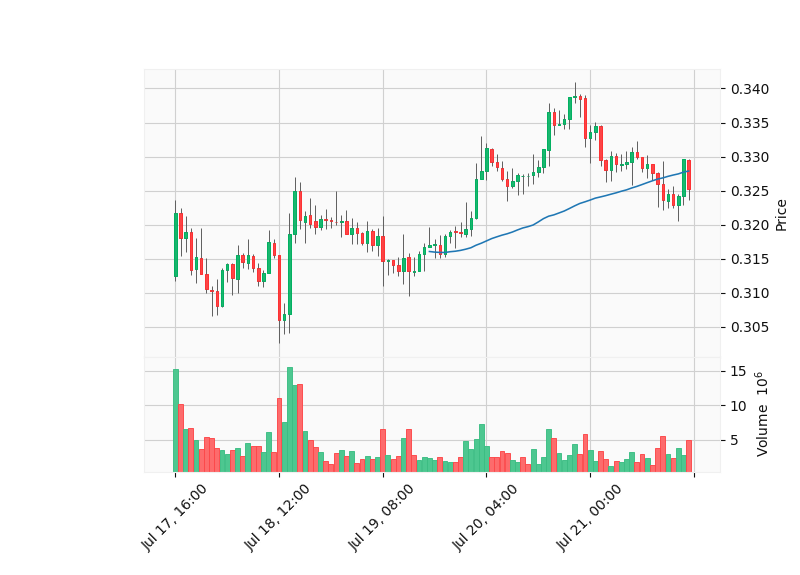 0.340
0.335
0.330
0.325
0.320
0.315
0.310
0.305
Price
15
10
5
Volume 10⁶
Jul 17, 16:00
Jul 18, 12:00
Jul 19, 08:00
Jul 20, 04:00
Jul 21, 00:00